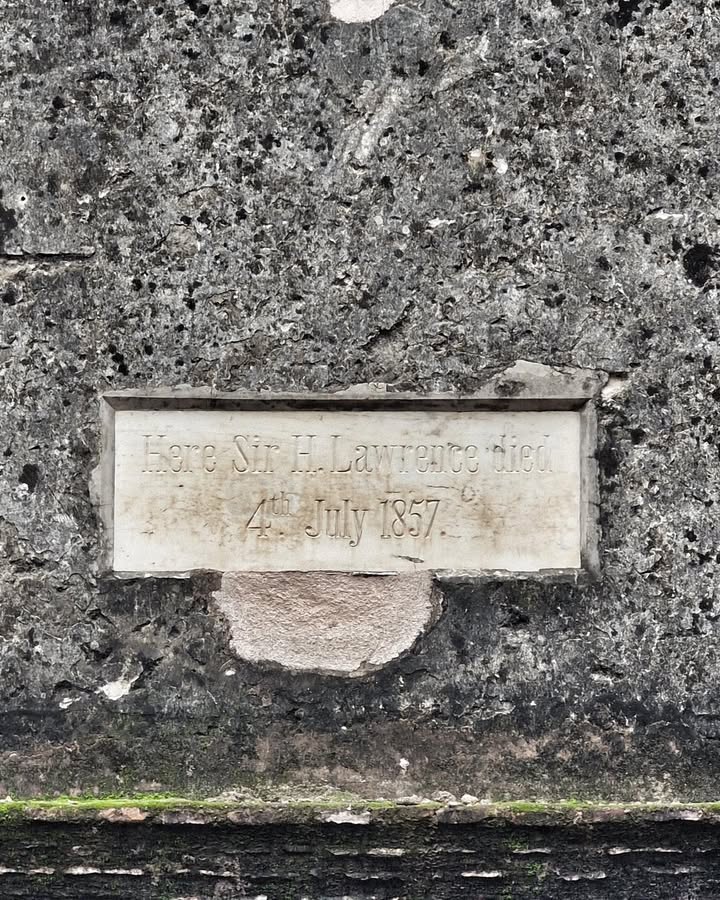 Here Sir H. Lawrence died
4th July 1857.